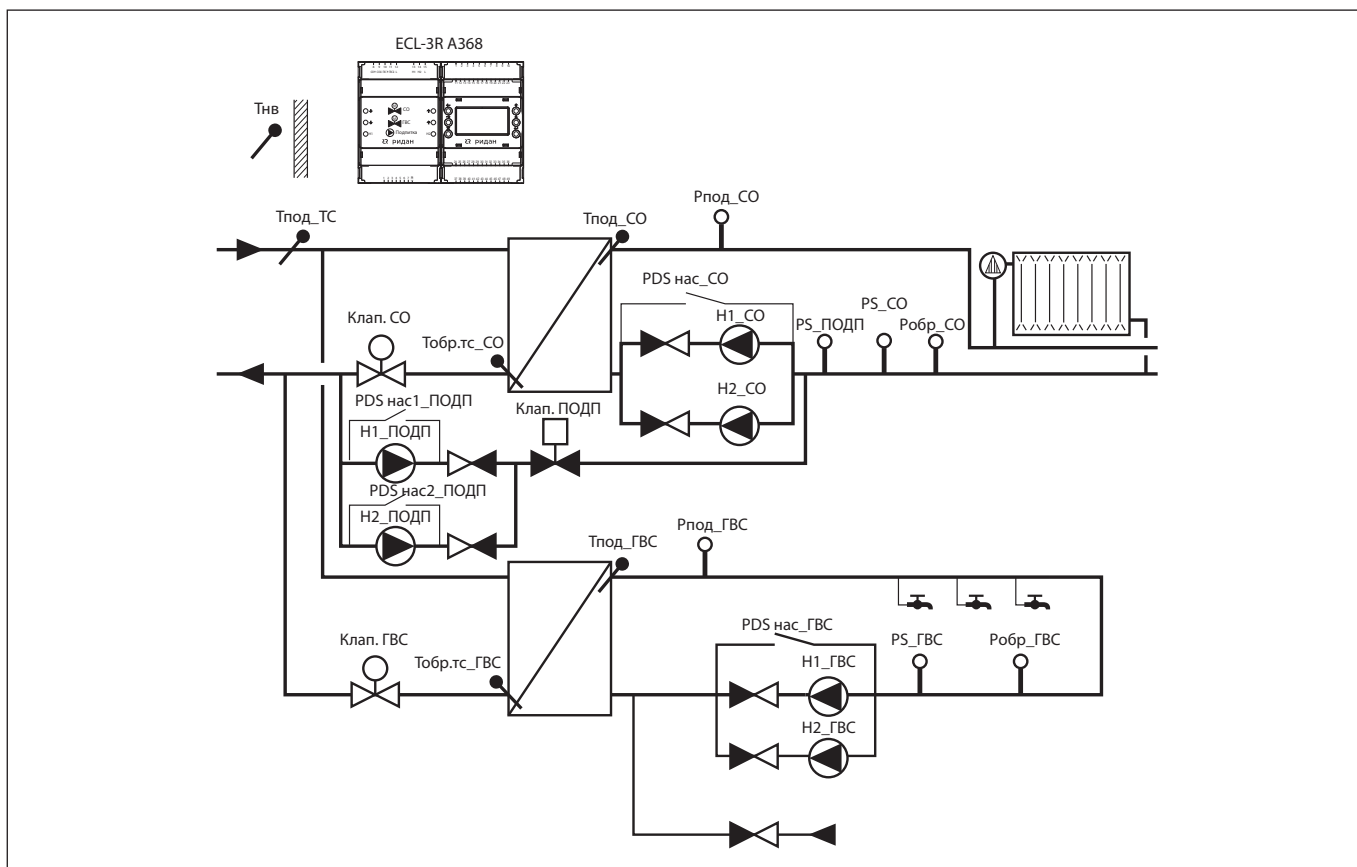 ECL-3R A368
Тнв
СО
ГВС
Подпитка
ридан
ридан
Тпод_ТС
Тпод_СО
Рпод_СО
PDS нас_СО
Клап. СО
Н1_СО
PS_ПОДП
PS_СО
Робр_СО
Тобр.тс_СО
Н2_СО
PDS нас1_ПОДП
Клап. ПОДП
Н1_ПОДП
PDS нас2_ПОДП
Н2_ПОДП
Тпод_ГВС
Рпод_ГВС
PDS нас_ГВС
Клап. ГВС
Тобр.тс_ГВС
Н1_ГВС
PS_ГВС
Робр_ГВС
Н2_ГВС